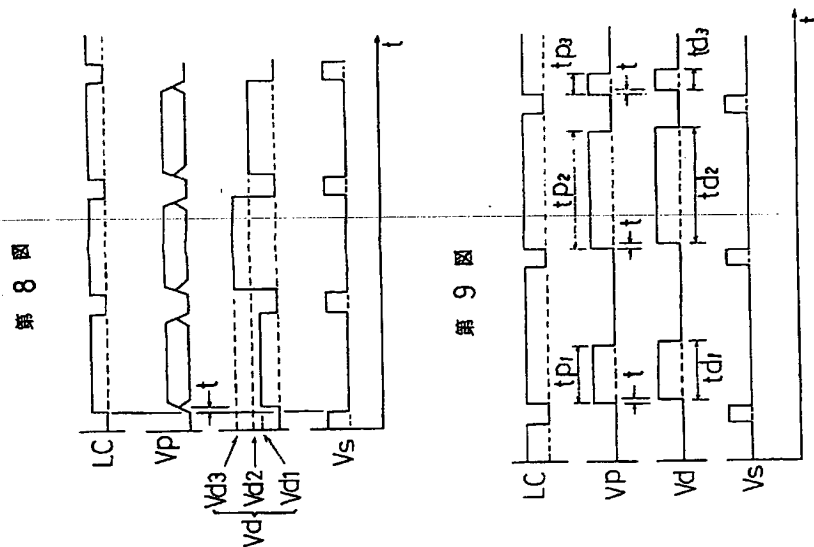 第 8 図
LC
Vp
t
Vd3
Vd2
Vd1
Vd
Vs
t
第 9 図
LC
Vp
tp1
tp2
tp3
t
t
t
Vd
td1
td2
td3
Vs
t